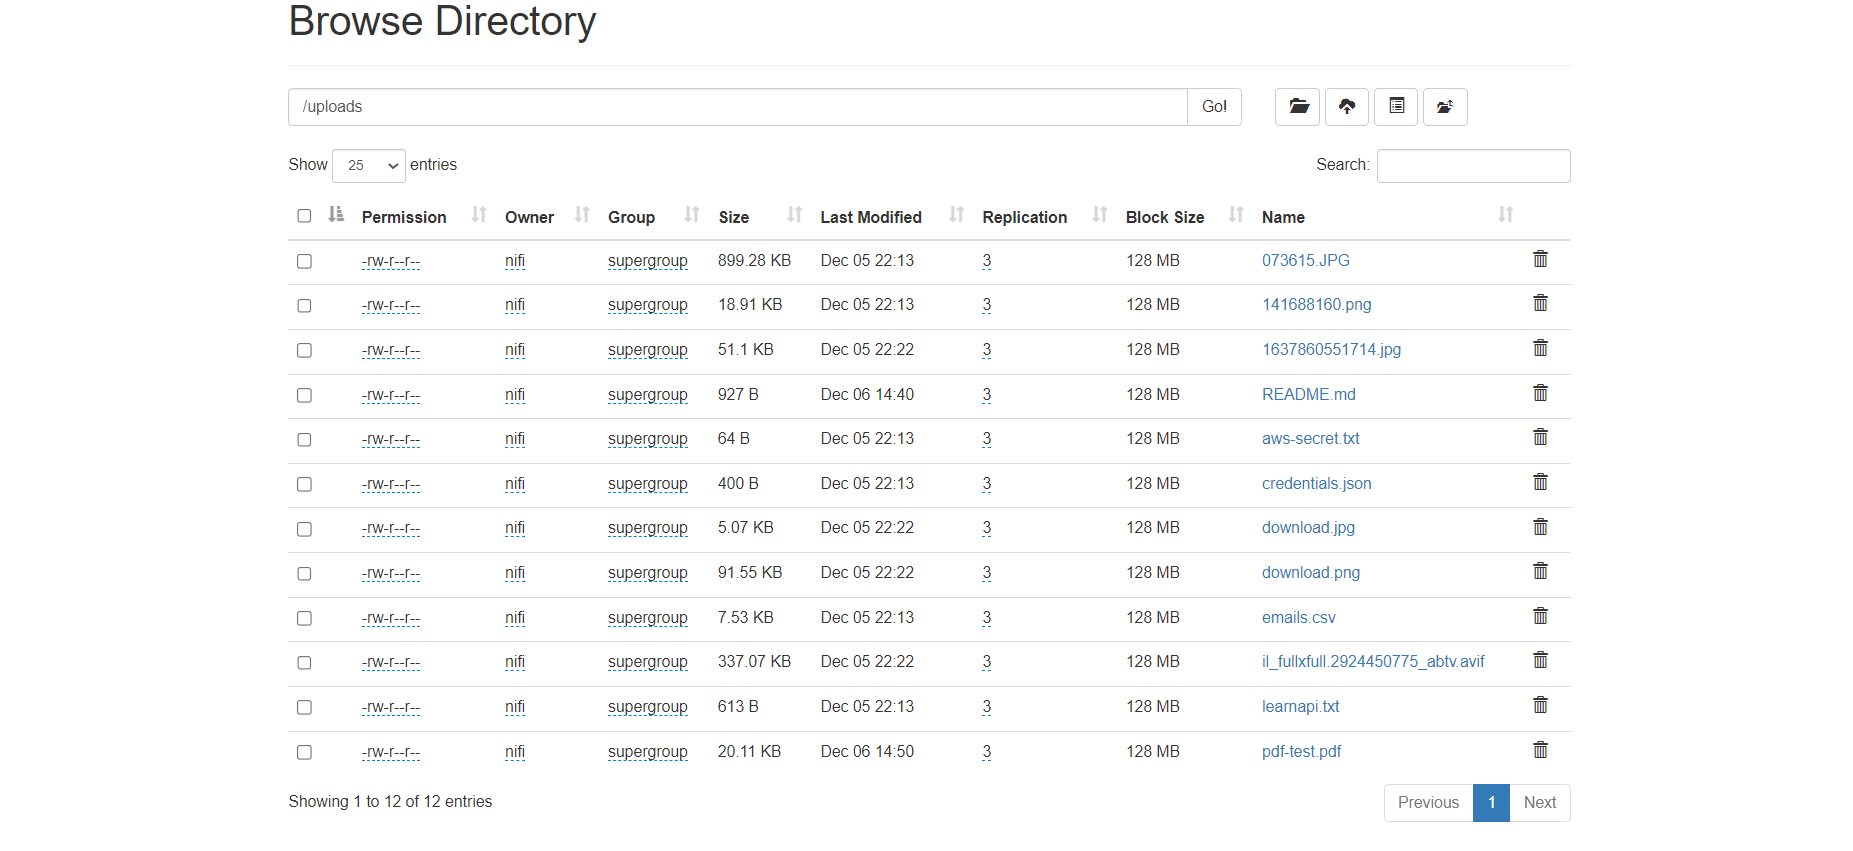 Browse Directory
/uploads Go!
Show 25 entries Search:
Permission Owner Group Size Last Modified Replication Block Size Name
-rw-r--r-- nifi supergroup 899.28 KB Dec 05 22:13 3 128 MB 073615.JPG
-rw-r--r-- nifi supergroup 18.91 KB Dec 05 22:13 3 128 MB 141688160.png
-rw-r--r-- nifi supergroup 51.1 KB Dec 05 22:22 3 128 MB 1637860551714.jpg
-rw-r--r-- nifi supergroup 927 B Dec 06 14:40 3 128 MB README.md
-rw-r--r-- nifi supergroup 64 B Dec 05 22:13 3 128 MB aws-secret.txt
-rw-r--r-- nifi supergroup 400 B Dec 05 22:13 3 128 MB credentials.json
-rw-r--r-- nifi supergroup 5.07 KB Dec 05 22:22 3 128 MB download.jpg
-rw-r--r-- nifi supergroup 91.55 KB Dec 05 22:22 3 128 MB download.png
-rw-r--r-- nifi supergroup 7.53 KB Dec 05 22:13 3 128 MB emails.csv
-rw-r--r-- nifi supergroup 337.07 KB Dec 05 22:22 3 128 MB il_fullxfull.2924450775_abtv.avif
-rw-r--r-- nifi supergroup 613 B Dec 05 22:13 3 128 MB learnapi.txt
-rw-r--r-- nifi supergroup 20.11 KB Dec 06 14:50 3 128 MB pdf-test.pdf
Showing 1 to 12 of 12 entries Previous 1 Next